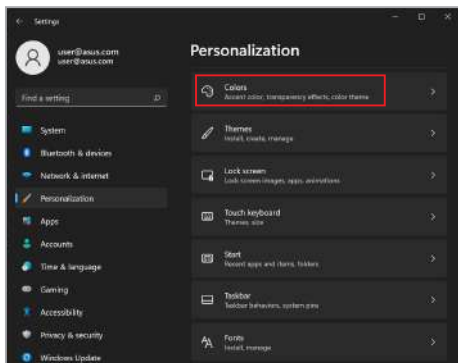 Settings
user@asus.com
user@asus.com
Find a setting
System
Bluetooth & devices
Network & internet
Personalization
Apps
Accounts
Time & language
Gaming
Accessibility
Privacy & security
Windows Update
Personalization
Colors
Accent color, transparency effects, color theme
Themes
Install, create, manage
Lock screen
Lock screen images, apps, animations
Touch keyboard
Themes, size
Start
Recent apps and items, folders
Taskbar
Taskbar behaviors, system pins
Fonts
Install, manage